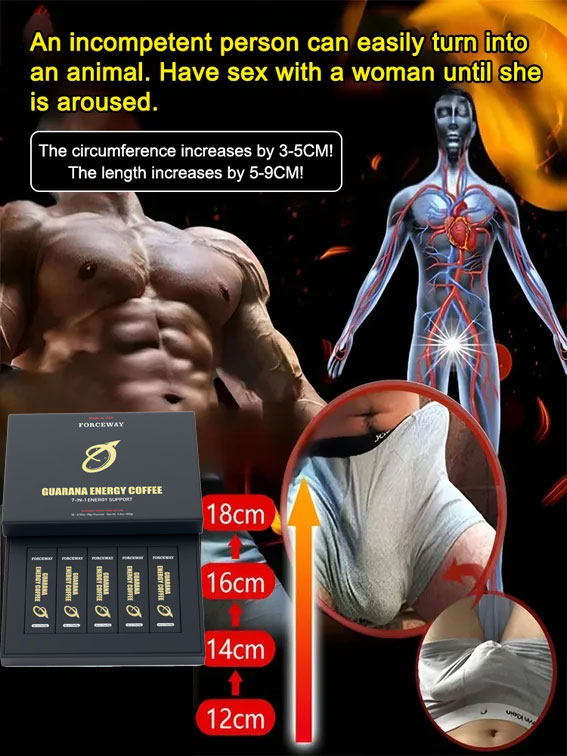 An incompetent person can easily turn into
an animal. Have sex with a woman until she
is aroused.
The circumference increases by 3-5CM!
The length increases by 5-9CM!
FORCEWAY
GUARANA ENERGY COFFEE
7-IN-1 ENERGY SUPPORT
FORCEWAY
FORCEWAY
FORCEWAY
FORCEWAY
FORCEWAY
GUARANA
ENERGY COFFEE
GUARANA
ENERGY COFFEE
GUARANA
ENERGY COFFEE
GUARANA
ENERGY COFFEE
GUARANA
ENERGY COFFEE
18cm
16cm
14cm
12cm